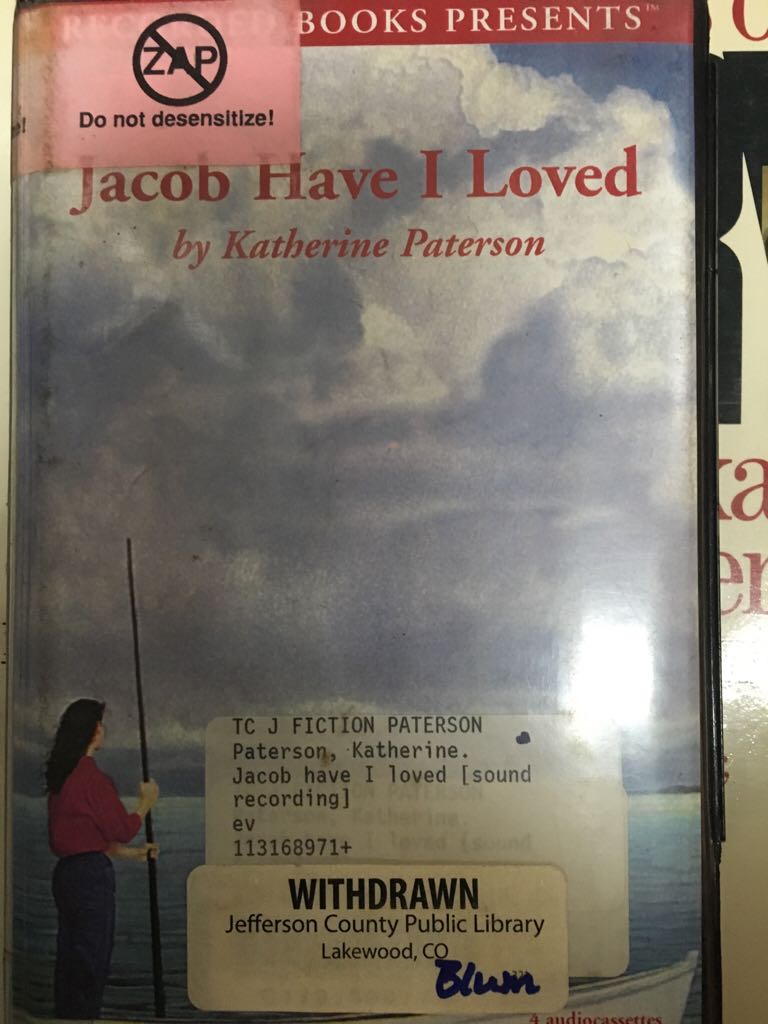 BOOKS PRESENTS™
ZAP
Do not desensitize!
Jacob Have I Loved
by Katherine Paterson
TC J FICTION PATERSON
Paterson, Katherine.
Jacob have I loved [sound
recording]
ev
113168971+
WITHDRAWN
Jefferson County Public Library
Lakewood, CO
Blum
4 audiocassettes